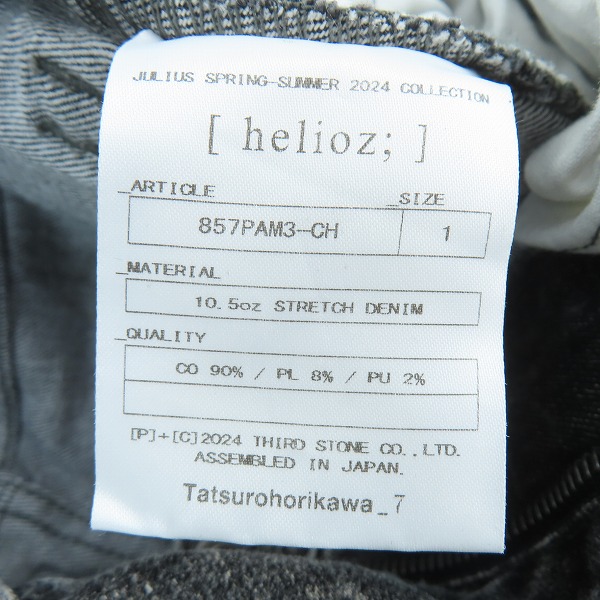 JULIUS SPRING-SUMMER 2024 COLLECTION
[ helioz; ]
_ARTICLE _SIZE
857PAM3-CH 1
_MATERIAL
10.5oz STRETCH DENIM
_QUALITY
CO 90% / PL 8% / PU 2%
[P]+[C]2024 THIRD STONE CO.,LTD.
ASSEMBLED IN JAPAN.
Tatsurohorikawa_7